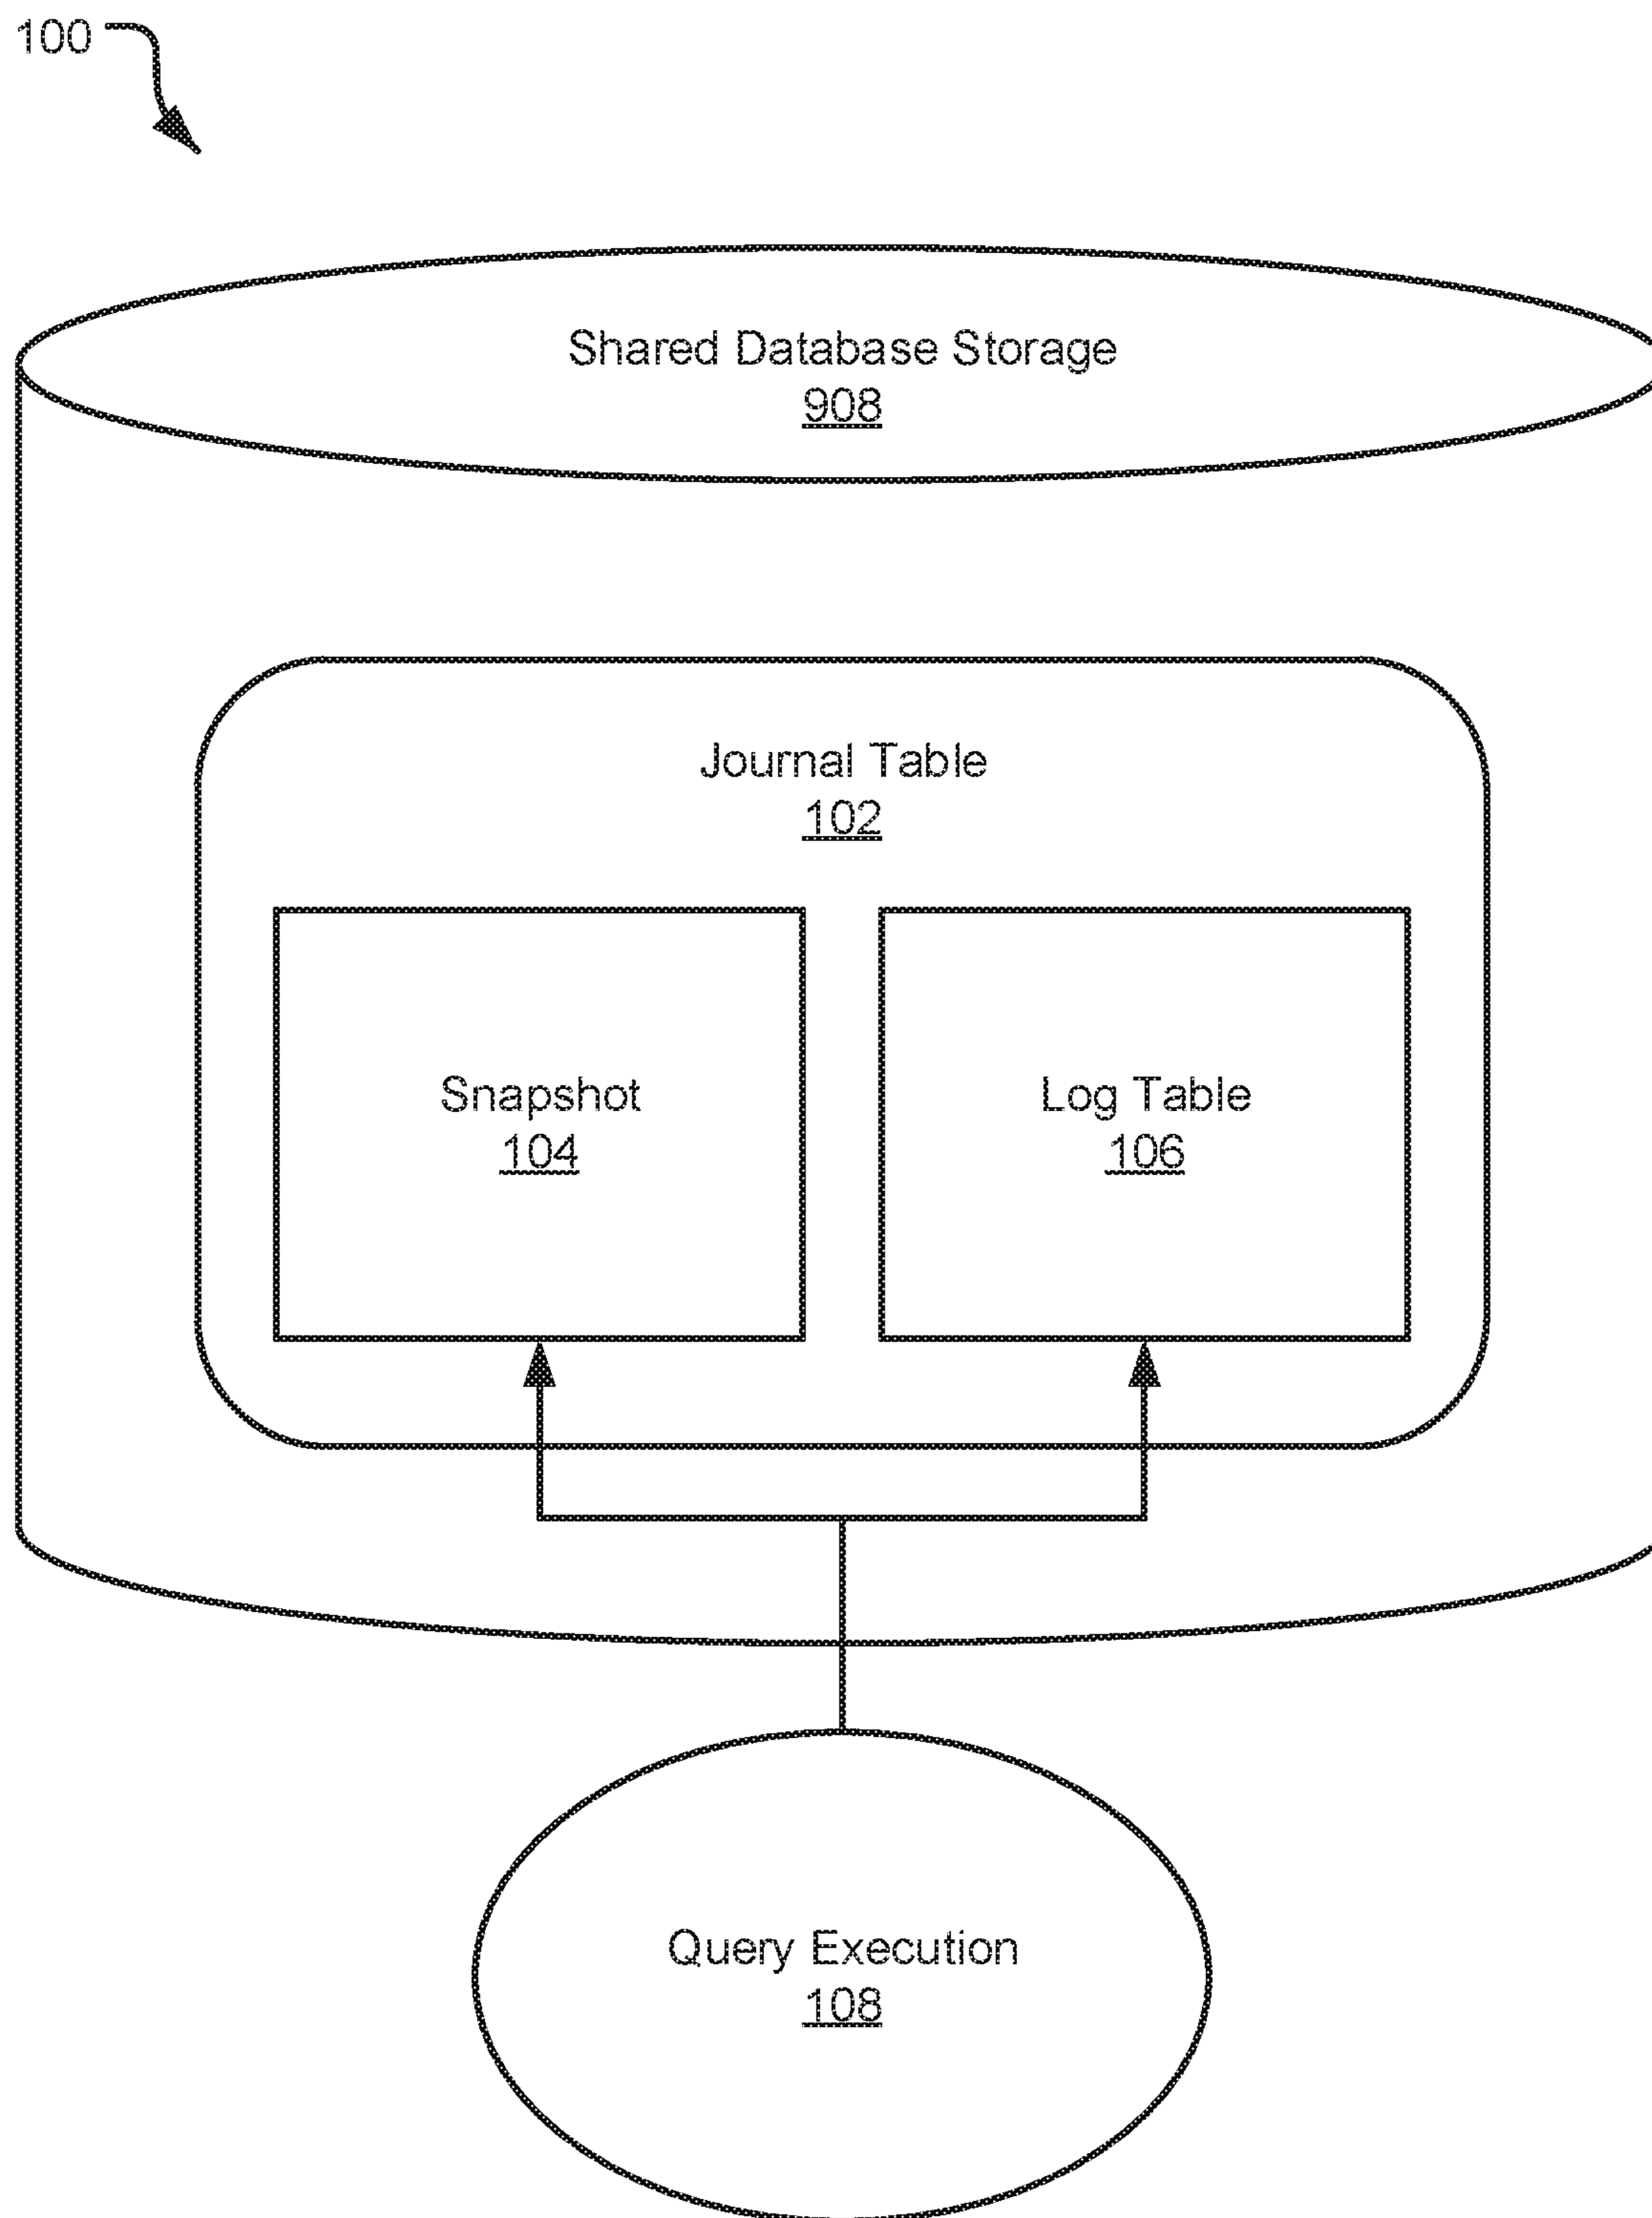 100
Shared Database Storage
908
Journal Table
102
Snapshot
104
Log Table
106
Query Execution
108